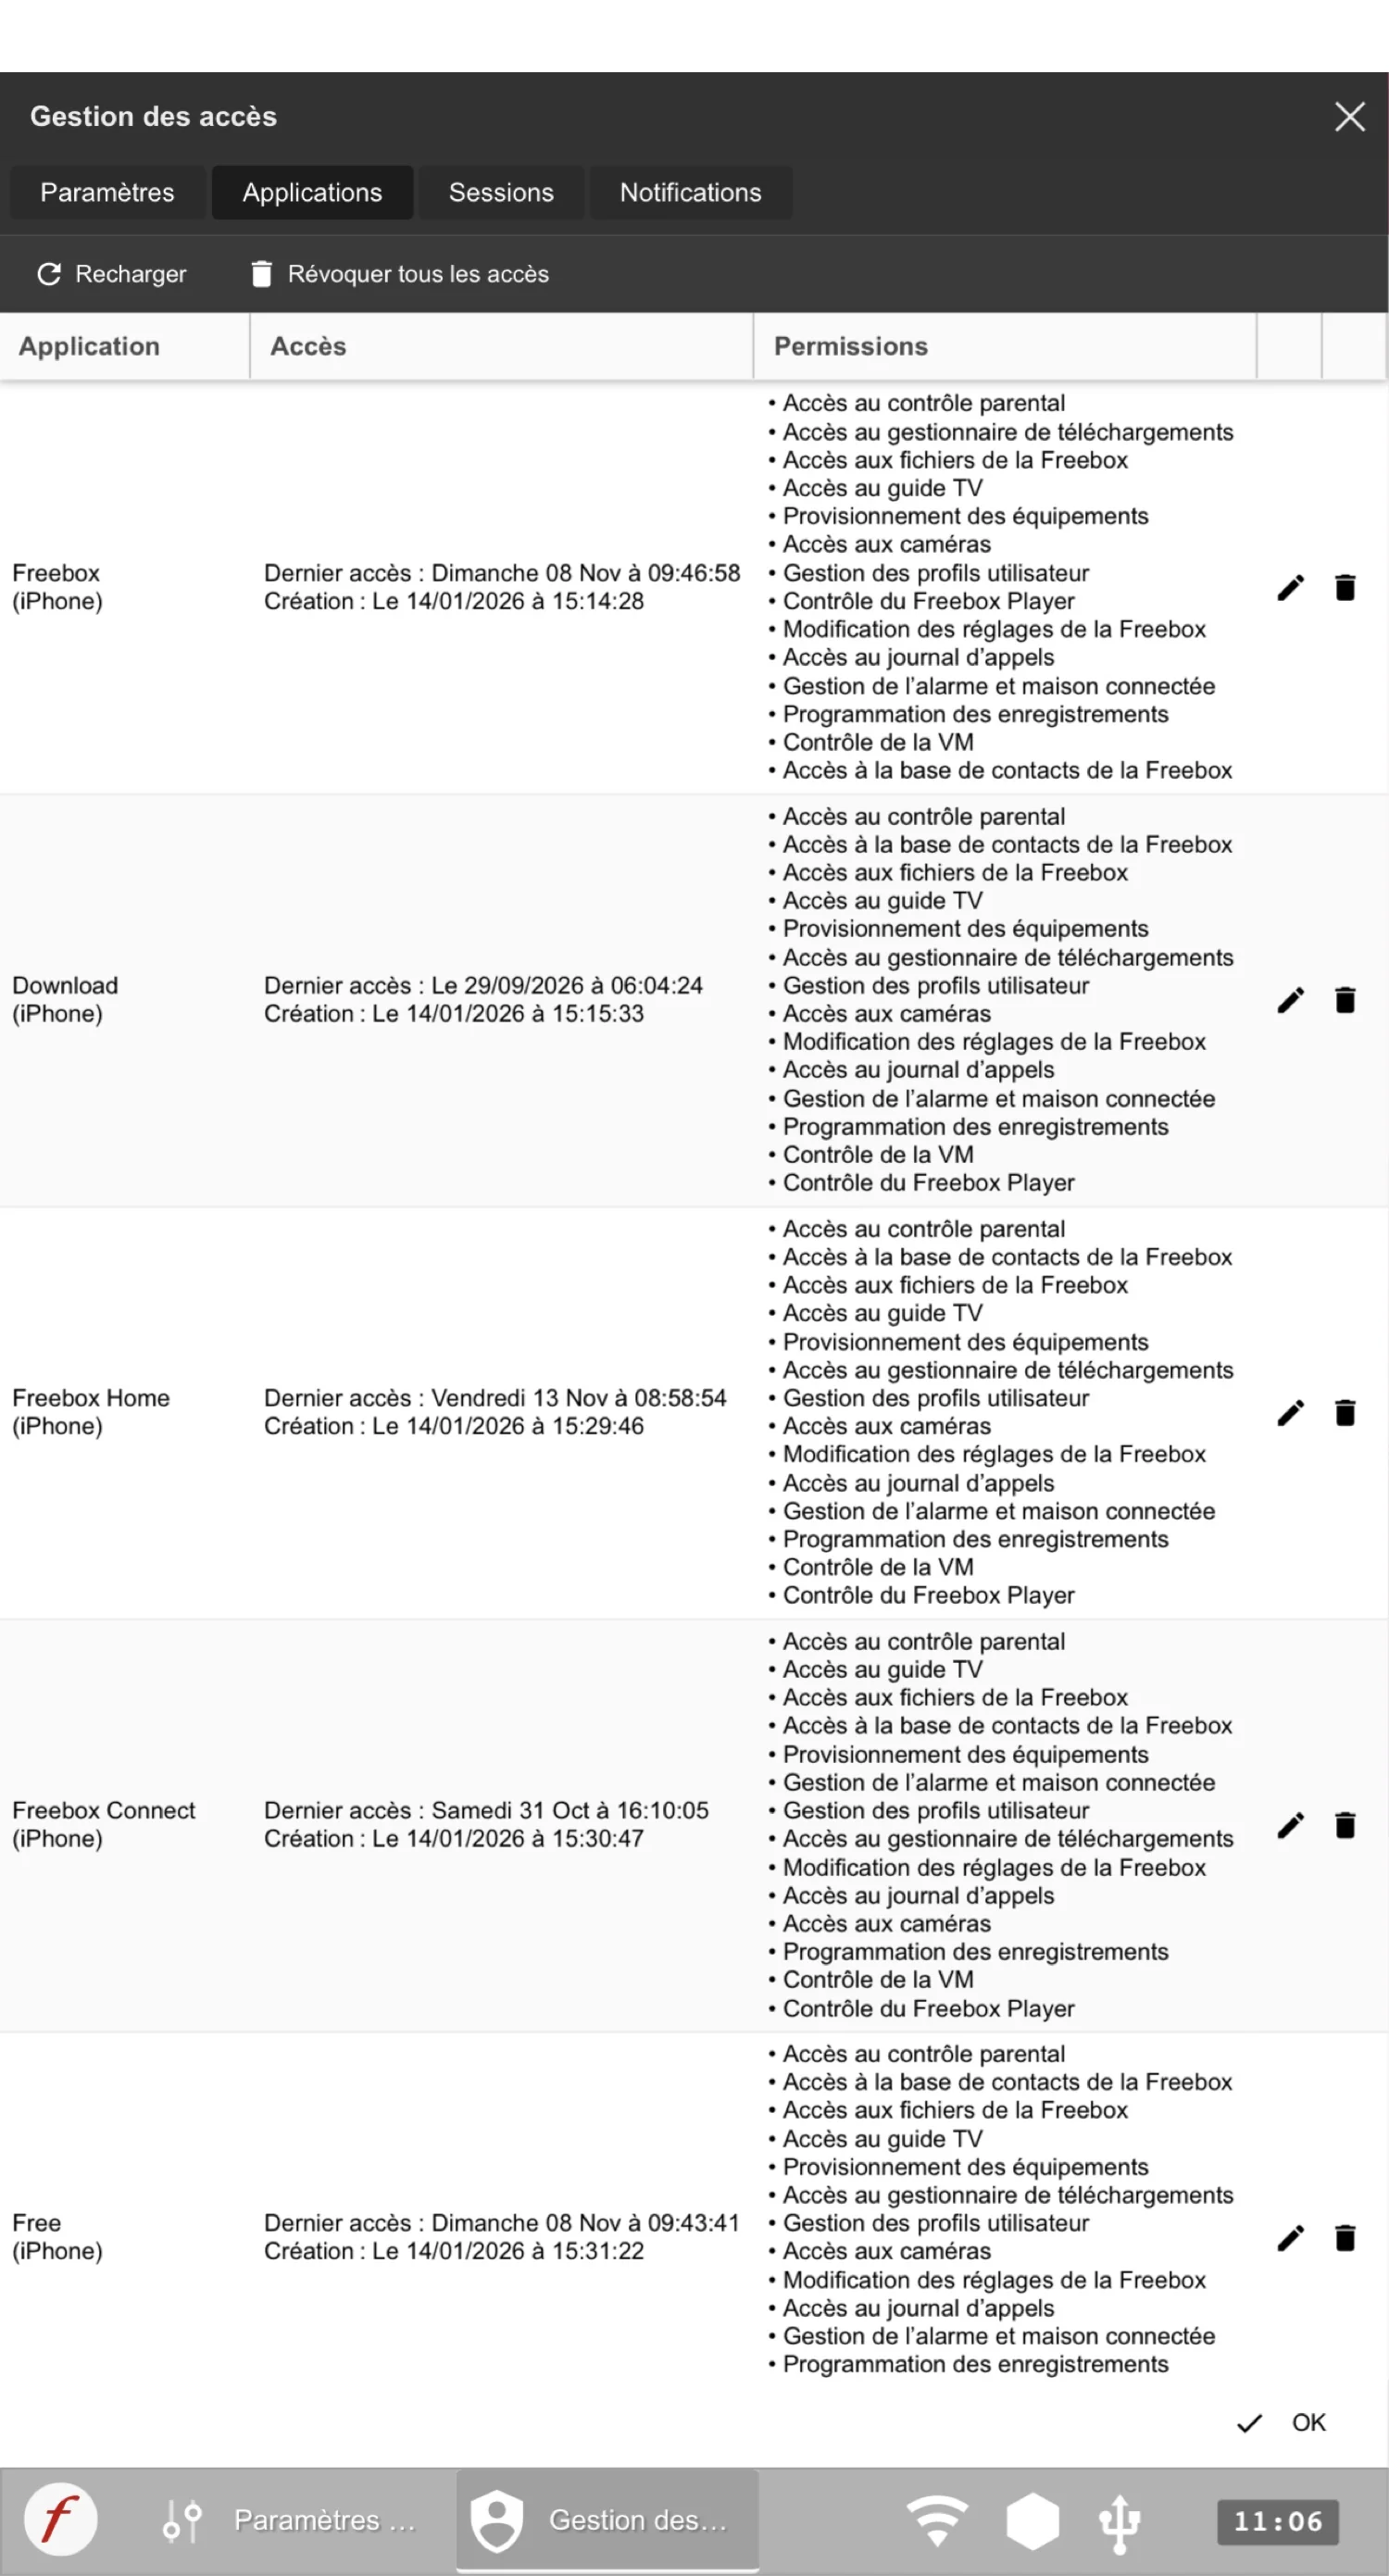 Gestion des accès
Paramètres Applications Sessions Notifications
Recharger Révoquer tous les accès
Application Accès Permissions
Freebox
(iPhone)
Dernier accès : Dimanche 08 Nov à 09:46:58
Création : Le 14/01/2026 à 15:14:28
• Accès au contrôle parental
• Accès au gestionnaire de téléchargements
• Accès aux fichiers de la Freebox
• Accès au guide TV
• Provisionnement des équipements
• Accès aux caméras
• Gestion des profils utilisateur
• Contrôle du Freebox Player
• Modification des réglages de la Freebox
• Accès au journal d’appels
• Gestion de l’alarme et maison connectée
• Programmation des enregistrements
• Contrôle de la VM
• Accès à la base de contacts de la Freebox
Download
(iPhone)
Dernier accès : Le 29/09/2026 à 06:04:24
Création : Le 14/01/2026 à 15:15:33
• Accès au contrôle parental
• Accès à la base de contacts de la Freebox
• Accès aux fichiers de la Freebox
• Accès au guide TV
• Provisionnement des équipements
• Accès au gestionnaire de téléchargements
• Gestion des profils utilisateur
• Accès aux caméras
• Modification des réglages de la Freebox
• Accès au journal d’appels
• Gestion de l’alarme et maison connectée
• Programmation des enregistrements
• Contrôle de la VM
• Contrôle du Freebox Player
Freebox Home
(iPhone)
Dernier accès : Vendredi 13 Nov à 08:58:54
Création : Le 14/01/2026 à 15:29:46
• Accès au contrôle parental
• Accès à la base de contacts de la Freebox
• Accès aux fichiers de la Freebox
• Accès au guide TV
• Provisionnement des équipements
• Accès au gestionnaire de téléchargements
• Gestion des profils utilisateur
• Accès aux caméras
• Modification des réglages de la Freebox
• Accès au journal d’appels
• Gestion de l’alarme et maison connectée
• Programmation des enregistrements
• Contrôle de la VM
• Contrôle du Freebox Player
Freebox Connect
(iPhone)
Dernier accès : Samedi 31 Oct à 16:10:05
Création : Le 14/01/2026 à 15:30:47
• Accès au contrôle parental
• Accès au guide TV
• Accès aux fichiers de la Freebox
• Accès à la base de contacts de la Freebox
• Provisionnement des équipements
• Gestion de l’alarme et maison connectée
• Gestion des profils utilisateur
• Accès au gestionnaire de téléchargements
• Modification des réglages de la Freebox
• Accès au journal d’appels
• Accès aux caméras
• Programmation des enregistrements
• Contrôle de la VM
• Contrôle du Freebox Player
Free
(iPhone)
Dernier accès : Dimanche 08 Nov à 09:43:41
Création : Le 14/01/2026 à 15:31:22
• Accès au contrôle parental
• Accès à la base de contacts de la Freebox
• Accès aux fichiers de la Freebox
• Accès au guide TV
• Provisionnement des équipements
• Accès au gestionnaire de téléchargements
• Gestion des profils utilisateur
• Accès aux caméras
• Modification des réglages de la Freebox
• Accès au journal d’appels
• Gestion de l’alarme et maison connectée
• Programmation des enregistrements
OK
f Paramètres ... Gestion des... 11:06